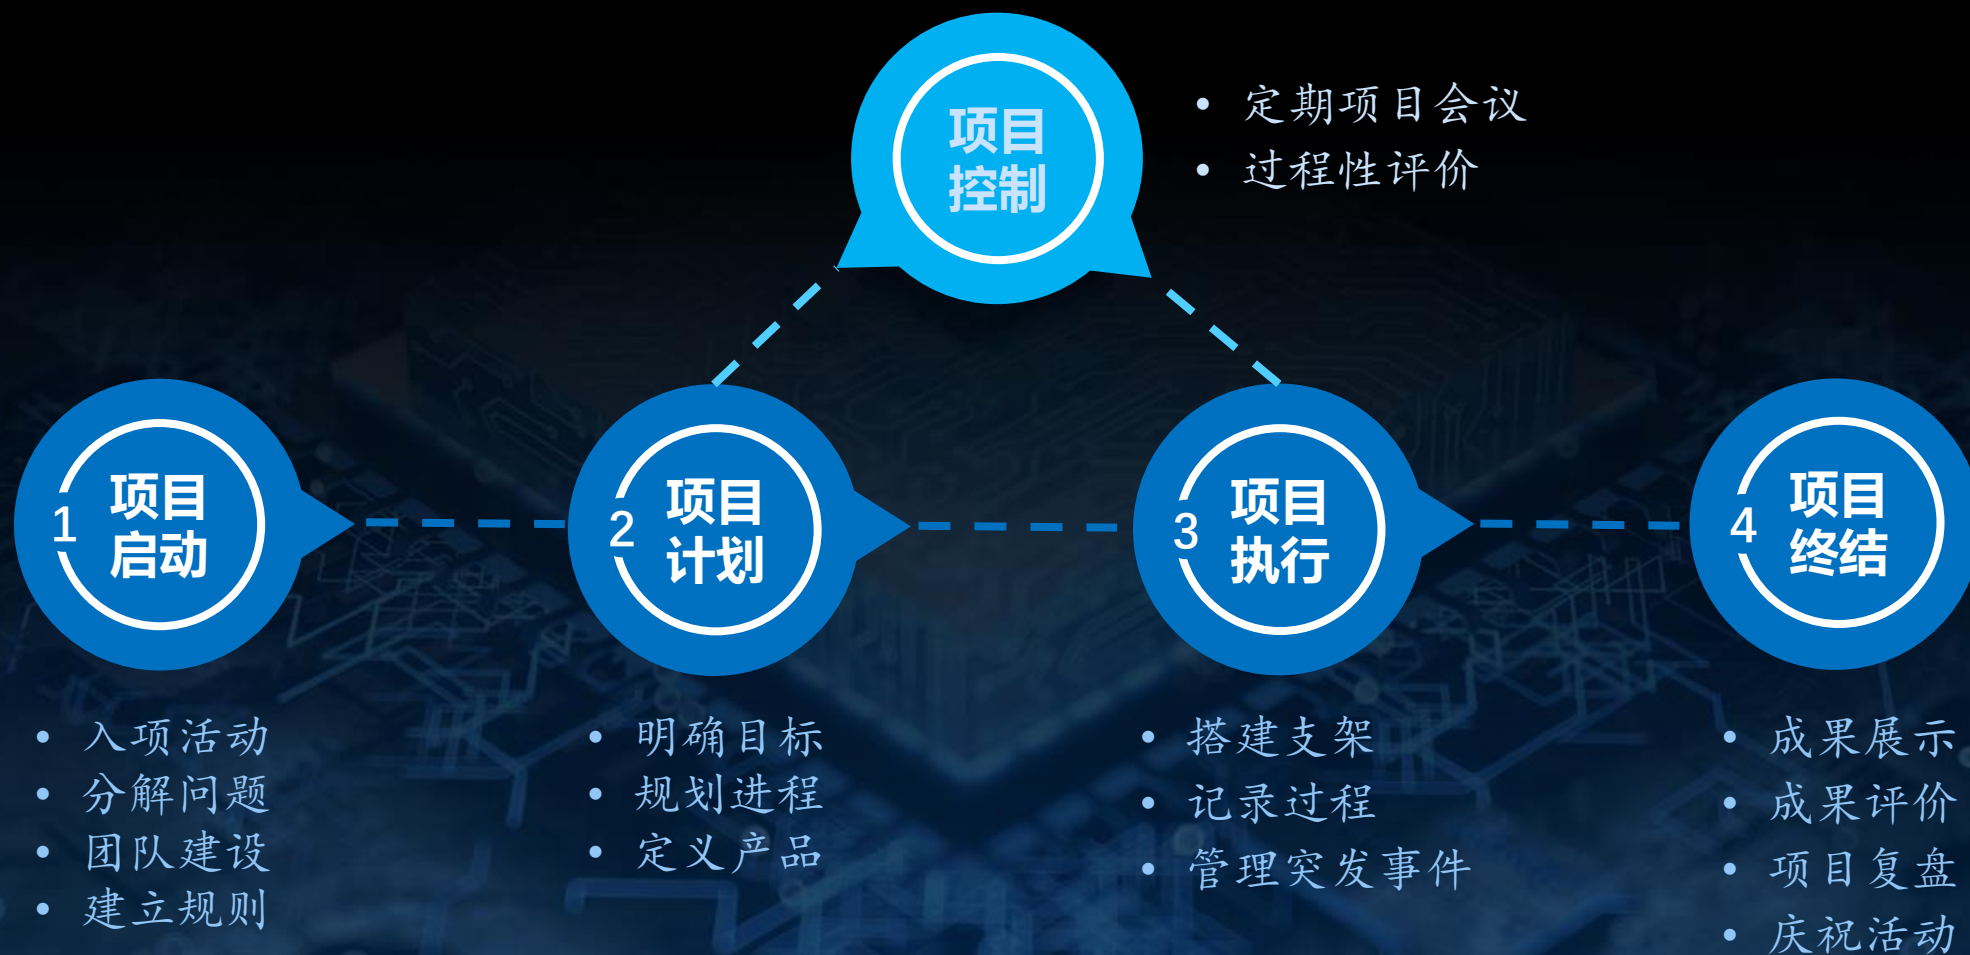 项目
控制
• 定期项目会议
• 过程性评价
1
项目
启动
2
项目
计划
3
项目
执行
4
项目
终结
• 入项活动
• 分解问题
• 团队建设
• 建立规则
• 明确目标
• 规划进程
• 定义产品
• 搭建支架
• 记录过程
• 管理突发事件
• 成果展示
• 成果评价
• 项目复盘
• 庆祝活动